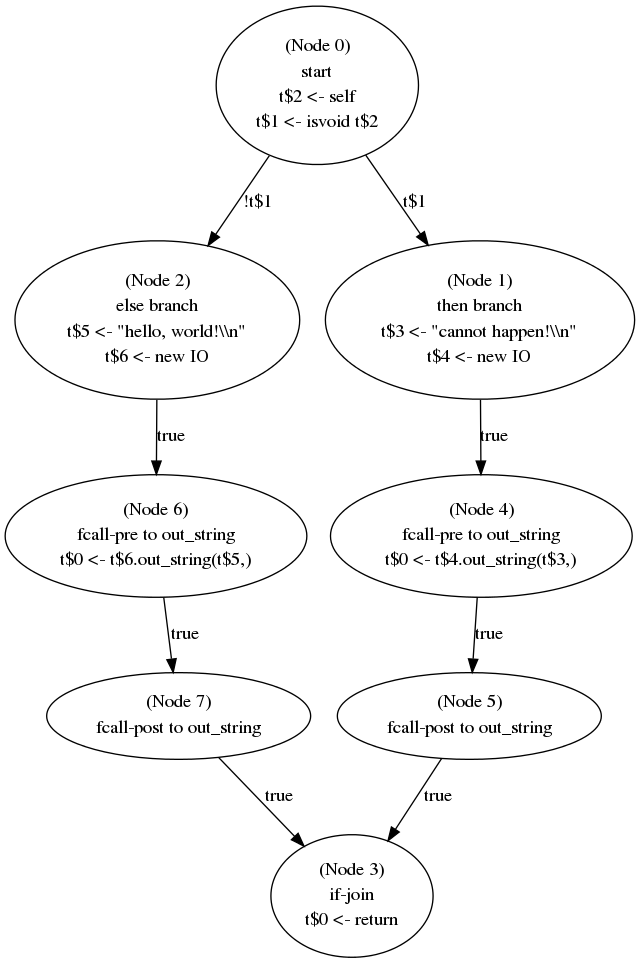 (Node 0)
start
t$2 <- self
t$1 <- isvoid t$2
!t$1
t$1
(Node 2)
else branch
t$5 <- "hello, world!\\n"
t$6 <- new IO
(Node 1)
then branch
t$3 <- "cannot happen!\\n"
t$4 <- new IO
true
true
(Node 6)
fcall-pre to out_string
t$0 <- t$6.out_string(t$5,)
(Node 4)
fcall-pre to out_string
t$0 <- t$4.out_string(t$3,)
true
true
(Node 7)
fcall-post to out_string
(Node 5)
fcall-post to out_string
true
true
(Node 3)
if-join
t$0 <- return